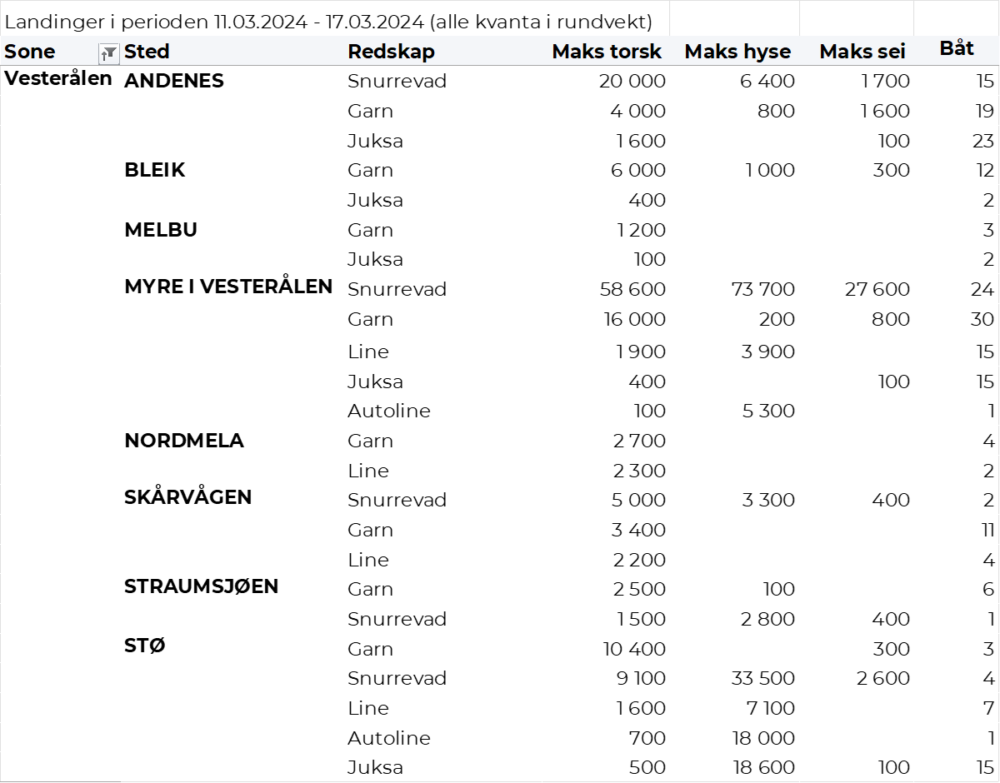 Landinger i perioden 11.03.2024 - 17.03.2024 (alle kvanta i rundvekt)
Sone Sted Redskap Maks torsk Maks hyse Maks sei Båt
Vesterålen ANDENES Snurrevad 20 000 6 400 1 700 15
Garn 4 000 800 1 600 19
Juksa 1 600 100 23
BLEIK Garn 6 000 1 000 300 12
Juksa 400 2
MELBU Garn 1 200 3
Juksa 100 2
MYRE I VESTERÅLEN Snurrevad 58 600 73 700 27 600 24
Garn 16 000 200 800 30
Line 1 900 3 900 15
Juksa 400 100 15
Autoline 100 5 300 1
NORDMELA Garn 2 700 4
Line 2 300 2
SKÅRVÅGEN Snurrevad 5 000 3 300 400 2
Garn 3 400 11
Line 2 200 4
STRAUMSJØEN Garn 2 500 100 6
Snurrevad 1 500 2 800 400 1
STØ Garn 10 400 300 3
Snurrevad 9 100 33 500 2 600 4
Line 1 600 7 100 7
Autoline 700 18 000 1
Juksa 500 18 600 100 15